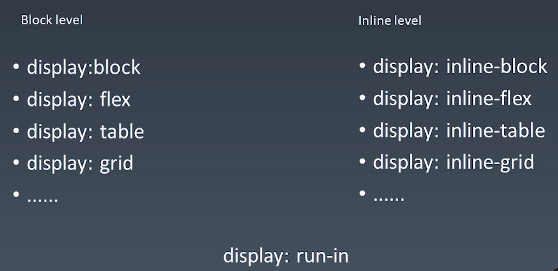 Block level
• display:block
• display: flex
• display: table
• display: grid
• ......
Inline level
• display: inline-block
• display: inline-flex
• display: inline-table
• display: inline-grid
• ......
display: run-in